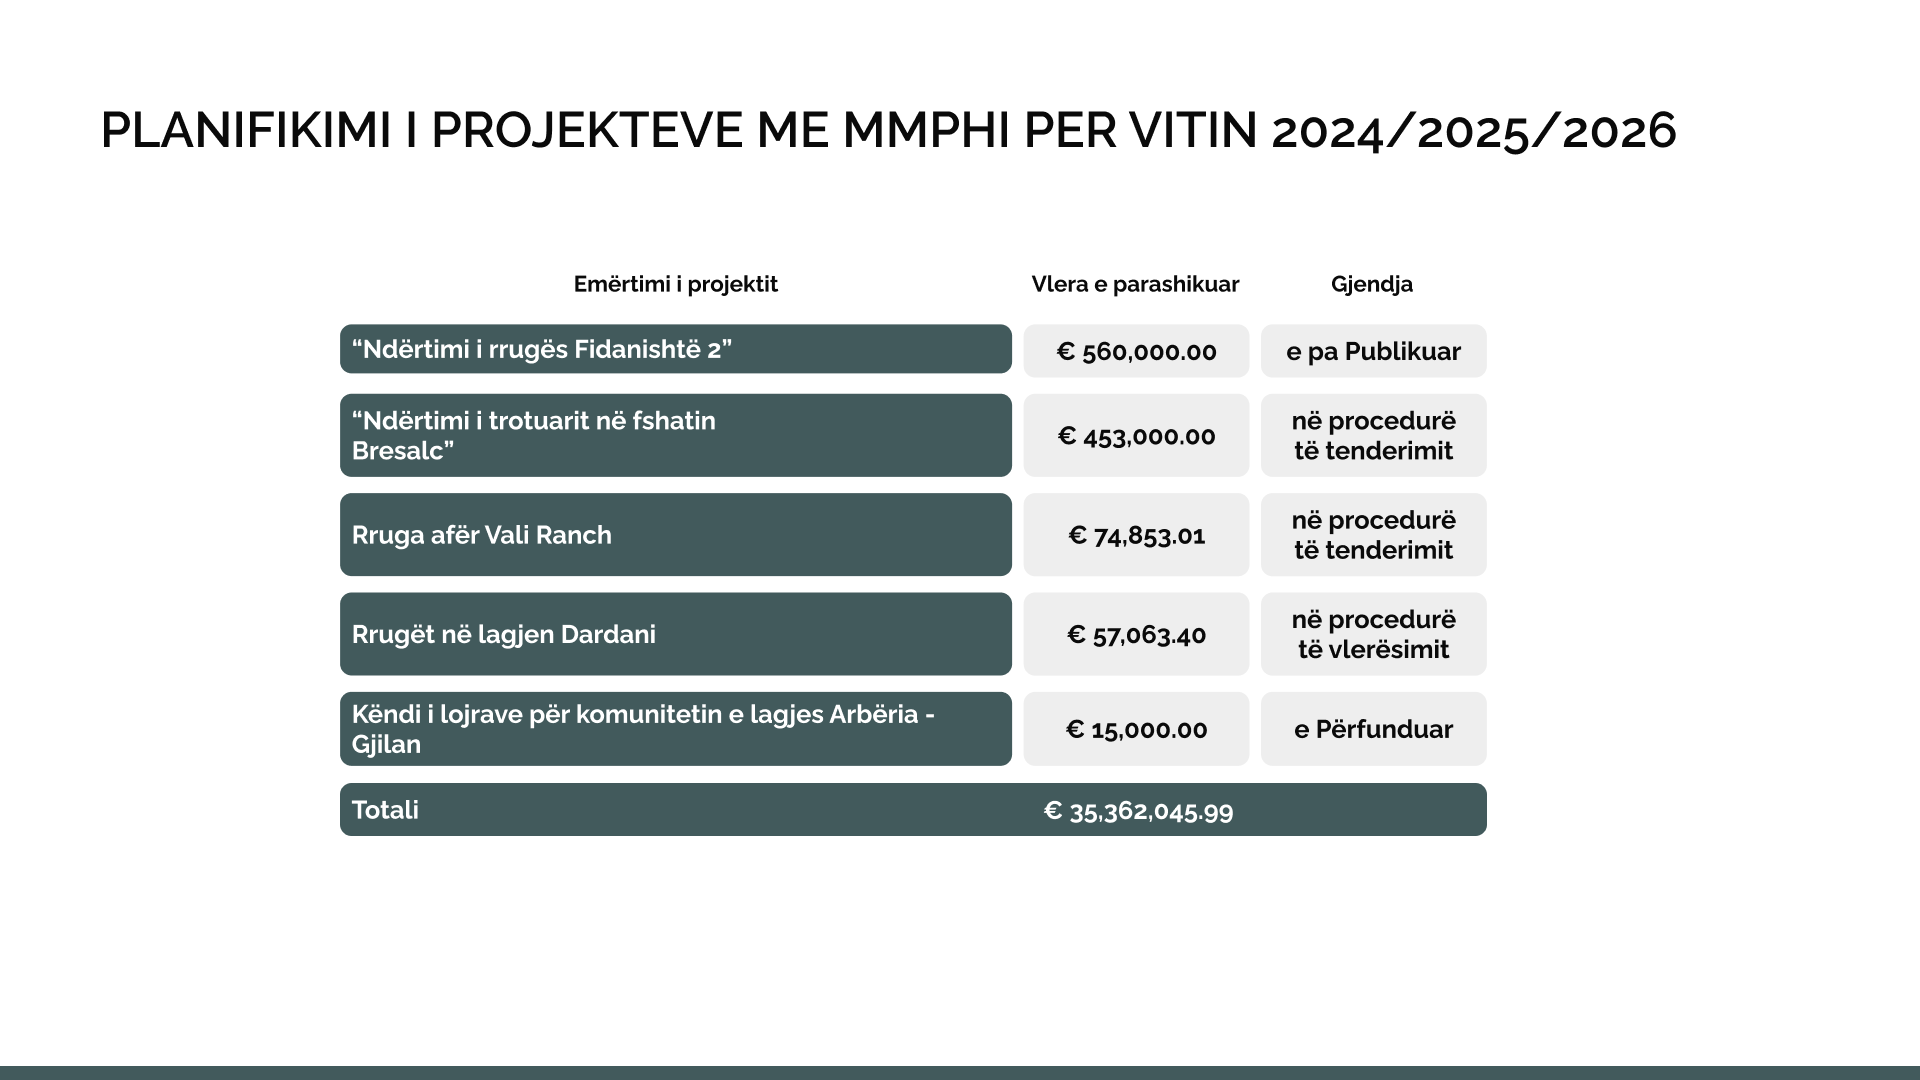 PLANIFIKIMI I PROJEKTEVE ME MMPHI PER VITIN 2024/2025/2026
Emërtimi i projektit Vlera e parashikuar Gjendja
“Ndërtimi i rrugës Fidanishtë 2” € 560,000.00 e pa Publikuar
“Ndërtimi i trotuarit në fshatin
Bresalc”
€ 453,000.00
në procedurë
të tenderimit
Rruga afër Vali Ranch
€ 74,853.01
në procedurë
të tenderimit
Rrugët në lagjen Dardani
€ 57,063.40
në procedurë
të vlerësimit
Këndi i lojrave për komunitetin e lagjes Arbëria -
Gjilan
€ 15,000.00
e Përfunduar
Totali € 35,362,045.99